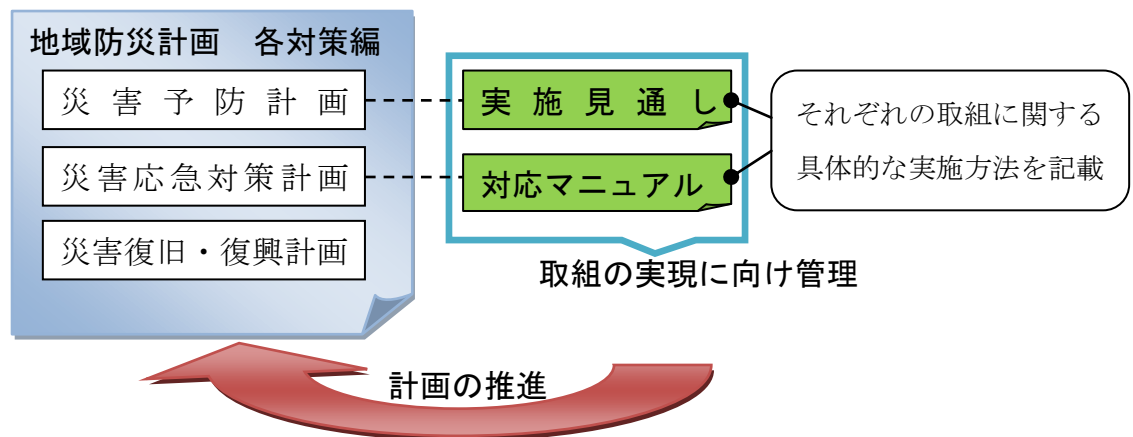 地域防災計画　各対策編
災害予防計画
災害応急対策計画
災害復旧・復興計画
実施見通し
対応マニュアル
それぞれの取組に関する
具体的な実施方法を記載
取組の実現に向け管理
計画の推進